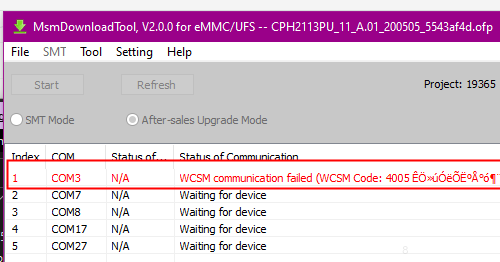 MsmDownloadTool, V2.0.0 for eMMC/UFS -- CPH2113PU_11_A.01_200505_5543af4d.ofp
File SMT Tool Setting Help
Start Refresh Project: 19365
SMT Mode After-sales Upgrade Mode
Index COM Status of... Status of Communication
1 COM3 N/A WCSM communication failed (WCSM Code: 4005 ÊÖ»úÓëÊÕËºÂºó¶¨
2 COM7 N/A Waiting for device
3 COM8 N/A Waiting for device
4 COM17 N/A Waiting for device
5 COM27 N/A Waiting for device